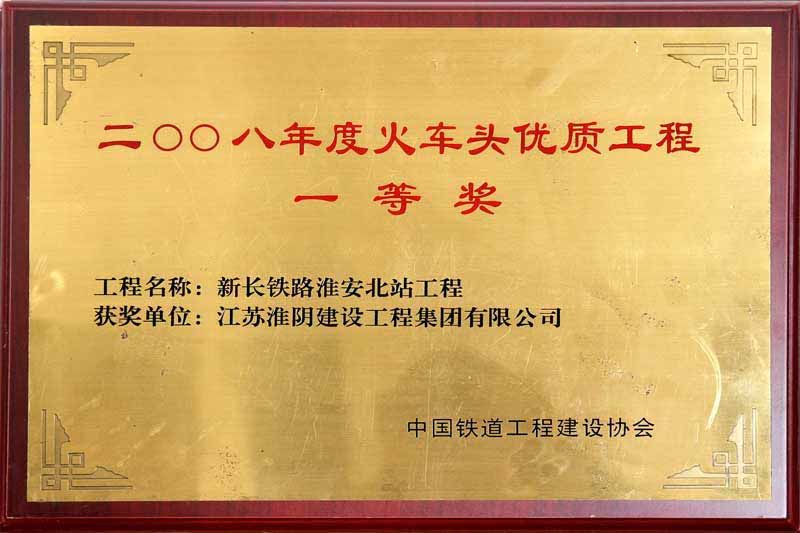 二〇〇八年度火车头优质工程
一等奖
工程名称：新长铁路淮安北站工程
获奖单位：江苏淮阴建设工程集团有限公司
中国铁道工程建设协会